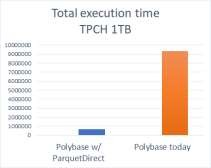 Total execution time
TPCH 1TB
10000000
9000000
8000000
7000000
6000000
5000000
4000000
3000000
2000000
1000000
0
Polybase w/
ParquetDirect
Polybase today